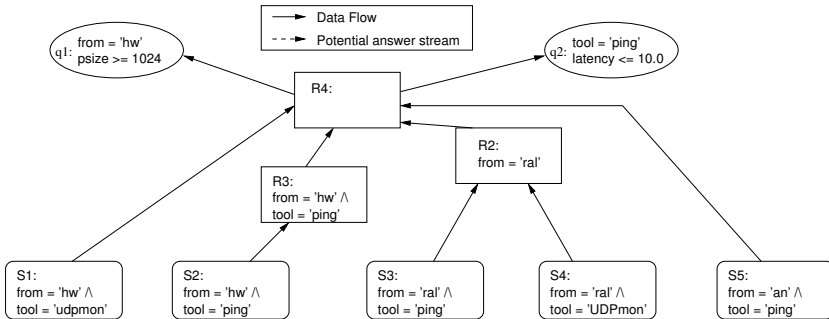 Data Flow
Potential answer stream
q1: from = 'hw'
psize >= 1024
q2: tool = 'ping'
latency <= 10.0
R4:
R2:
from = 'ral'
R3:
from = 'hw' /\
tool = 'ping'
S1:
from = 'hw' /\
tool = 'udpmon'
S2:
from = 'hw' /\
tool = 'ping'
S3:
from = 'ral' /\
tool = 'ping'
S4:
from = 'ral' /\
tool = 'UDPmon'
S5:
from = 'an' /\
tool = 'ping'